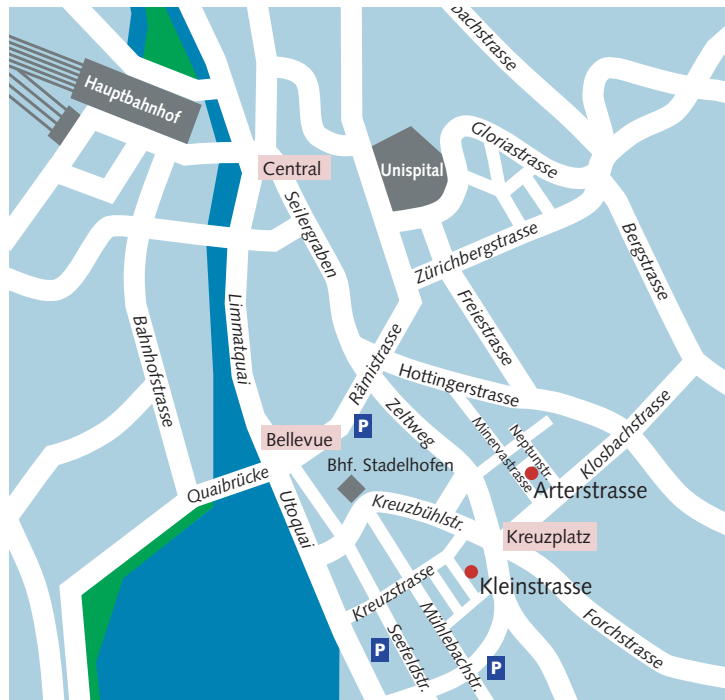 bachstrasse
Hauptbahnhof
Gloriastrasse
Unispital
Central
Seilergraben
Zürichbergstrasse
Bergstrasse
Freiestrasse
Limmatquai
Bahnhofstrasse
Rämistrasse
Hottingerstrasse
Zeltweg
P
Bellevue
Minervastrasse
Neptunstr.
Klosbachstrasse
Bhf. Stadelhofen
Quaibrücke
Arterstrasse
Utoquai
Kreuzbühlstr.
Kreuzplatz
Kreuzstrasse
Kleinstrasse
Mühlebachstr.
Seefeldstr.
Forchstrasse
P
P